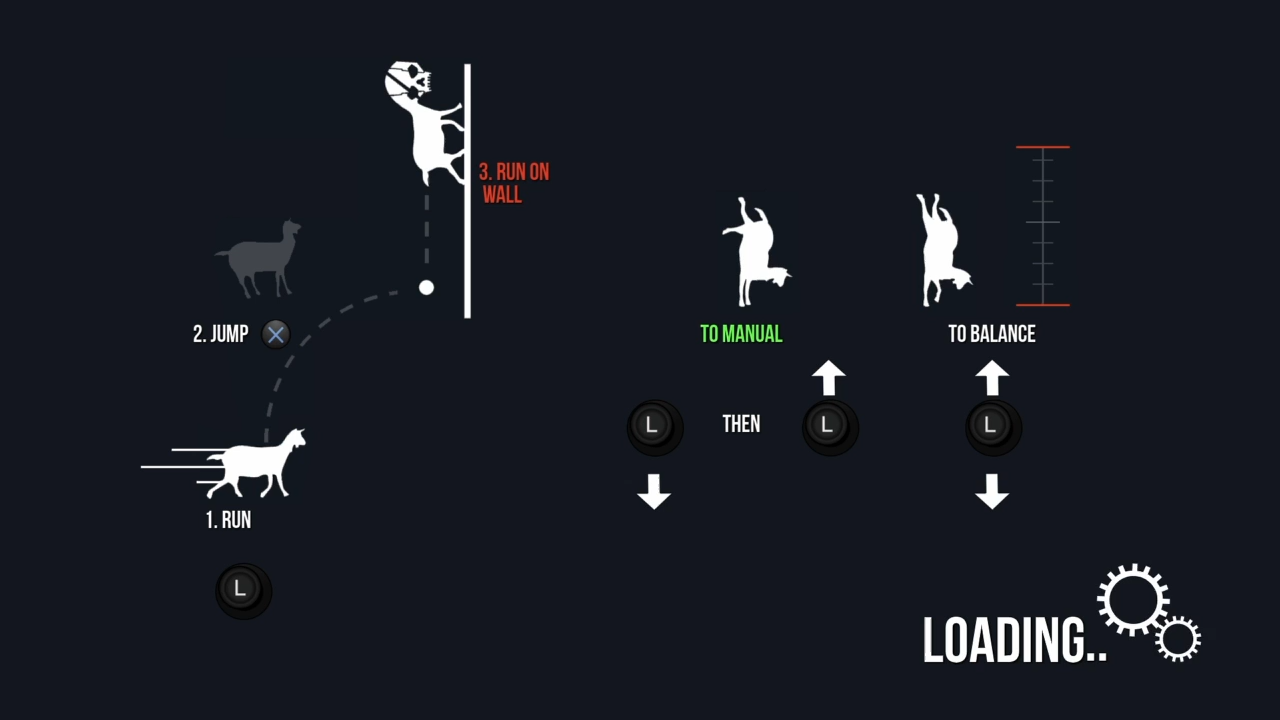 3. RUN ON
WALL
2. JUMP
TO MANUAL
TO BALANCE
L
THEN
L
L
1. RUN
L
LOADING..